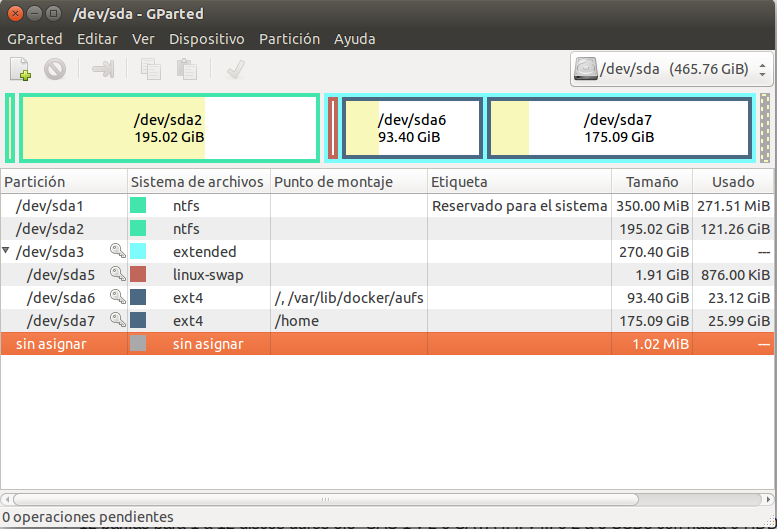 /dev/sda - GParted
GParted Editar Ver Dispositivo Partición Ayuda
/dev/sda (465.76 GiB)
/dev/sda2
195.02 GiB
/dev/sda6
93.40 GiB
/dev/sda7
175.09 GiB
Partición Sistema de archivos Punto de montaje Etiqueta Tamaño Usado
/dev/sda1 ntfs Reservado para el sistema 350.00 MiB 271.51 MiB
/dev/sda2 ntfs 195.02 GiB 121.26 GiB
/dev/sda3 extended 270.40 GiB ---
/dev/sda5 linux-swap 1.91 GiB 876.00 KiB
/dev/sda6 ext4 /, /var/lib/docker/aufs 93.40 GiB 23.12 GiB
/dev/sda7 ext4 /home 175.09 GiB 25.99 GiB
sin asignar sin asignar 1.02 MiB ---
0 operaciones pendientes